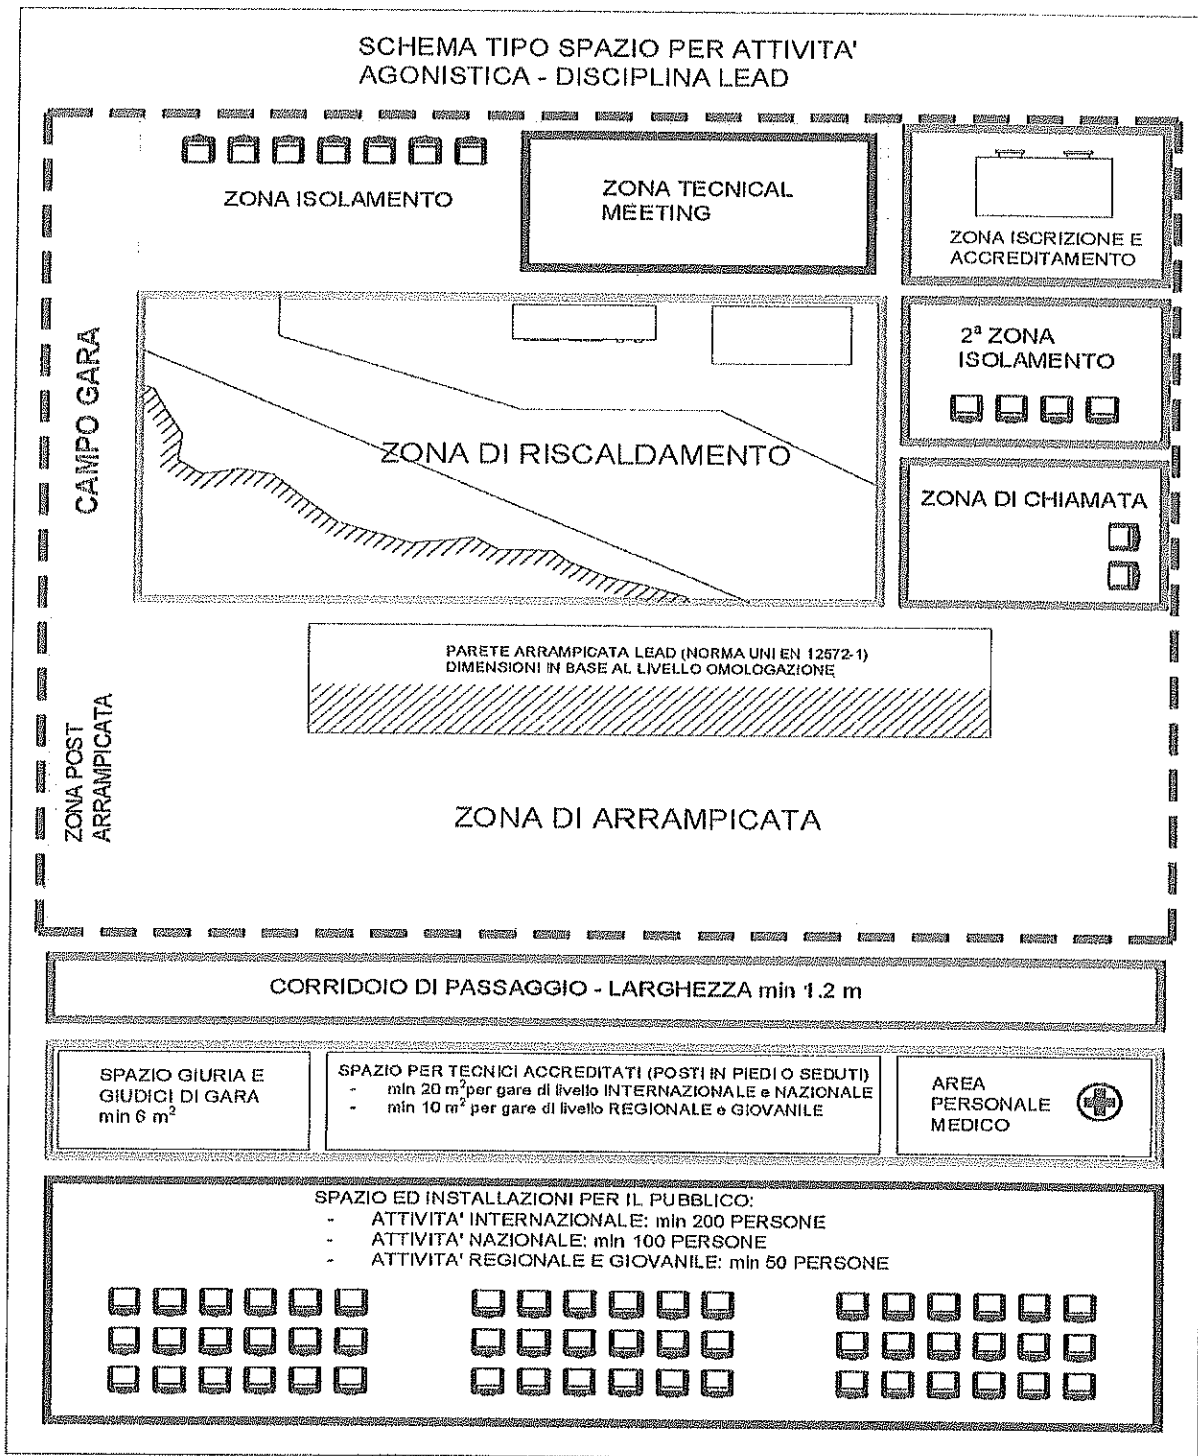 SCHEMA TIPO SPAZIO PER ATTIVITA'
AGONISTICA - DISCIPLINA LEAD
ZONA ISOLAMENTO
ZONA TECNICAL
MEETING
ZONA ISCRIZIONE E
ACCREDITAMENTO
CAMPO GARA
2ª ZONA
ISOLAMENTO
ZONA DI RISCALDAMENTO
ZONA DI CHIAMATA
PARETE ARRAMPICATA LEAD (NORMA UNI EN 12572-1)
DIMENSIONI IN BASE AL LIVELLO OMOLOGAZIONE
ZONA POST
ARRAMPICATA
ZONA DI ARRAMPICATA
CORRIDOIO DI PASSAGGIO - LARGHEZZA min 1.2 m
SPAZIO GIURIA E
GIUDICI DI GARA
min 6 m²
SPAZIO PER TECNICI ACCREDITATI (POSTI IN PIEDI O SEDUTI)
- min 20 m² per gare di livello INTERNAZIONALE e NAZIONALE
- min 10 m² per gare di livello REGIONALE e GIOVANILE
AREA
PERSONALE
MEDICO
SPAZIO ED INSTALLAZIONI PER IL PUBBLICO:
- ATTIVITA' INTERNAZIONALE: min 200 PERSONE
- ATTIVITA' NAZIONALE: min 100 PERSONE
- ATTIVITA' REGIONALE E GIOVANILE: min 50 PERSONE